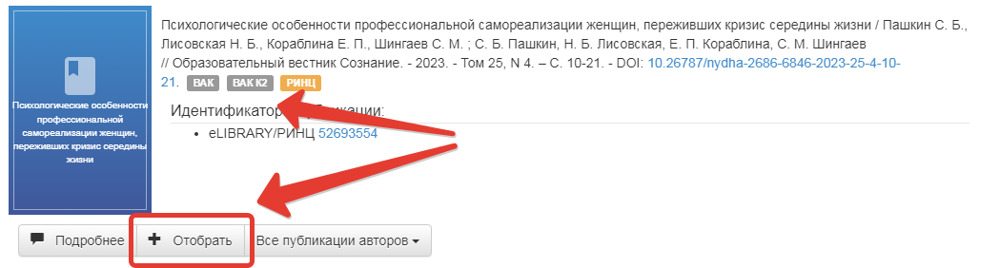 Психологические особенности профессиональной самореализации женщин, переживших кризис середины жизни / Пашкин С. Б.,
Лисовская Н. Б., Кораблина Е. П., Шингаев С. М. ; С. Б. Пашкин, Н. Б. Лисовская, Е. П. Кораблина, С. М. Шингаев
// Образовательный вестник Сознание. - 2023. - Том 25, N 4. – С. 10-21. - DOI: 10.26787/nydha-2686-6846-2023-25-4-10-
21. ВАК ВАК К2 РИНЦ
Психологические особенности
профессиональной
самореализации женщин,
переживших кризис середины
жизни
eLIBRARY/РИНЦ 52693554
Подробнее
Отобрать
Все публикации авторов